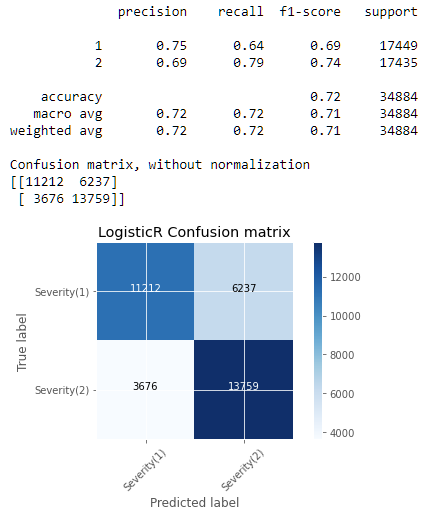 precision recall f1-score support
1 0.75 0.64 0.69 17449
2 0.69 0.79 0.74 17435
accuracy 0.72 34884
macro avg 0.72 0.72 0.71 34884
weighted avg 0.72 0.72 0.71 34884
Confusion matrix, without normalization
[[11212 6237]
[ 3676 13759]]
LogisticR Confusion matrix
Severity(1) 11212 6237
Severity(2) 3676 13759
True label
Severity(1) Severity(2)
Predicted label
12000
10000
8000
6000
4000